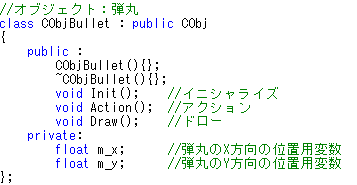 //オブジェクト：弾丸
class CObjBullet : public CObj
{
    public :
        CObjBullet(){};
        ~CObjBullet(){};
        void Init();    //イニシャライズ
        void Action();  //アクション
        void Draw();    //ドロー
    private:
        float m_x;      //弾丸のX方向の位置用変数
        float m_y;      //弾丸のY方向の位置用変数
};